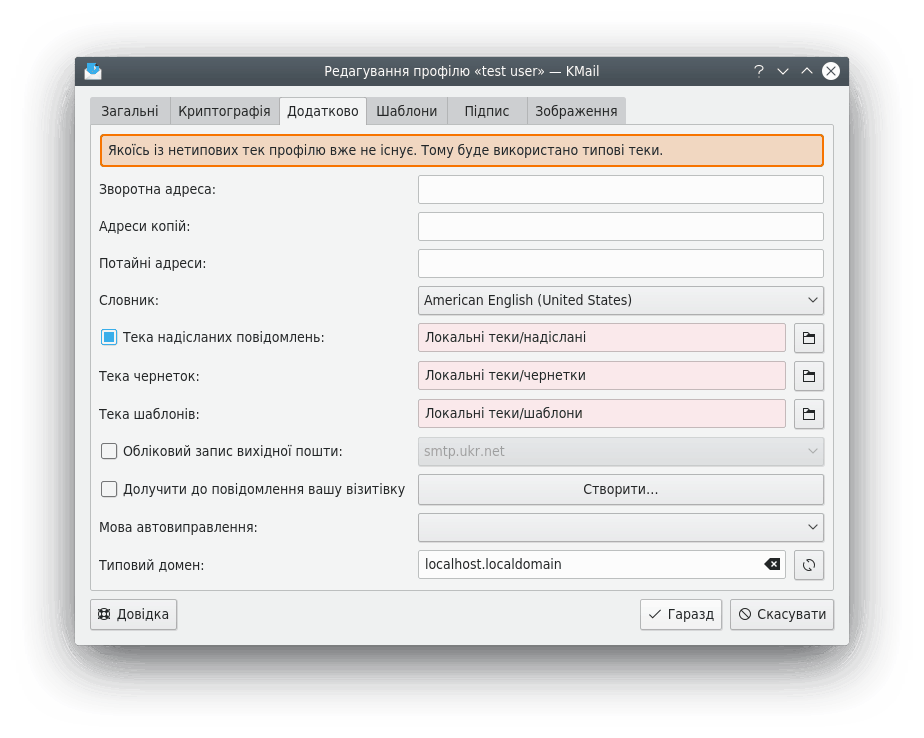 Редагування профілю «test user» — KMail
Загальні Криптографія Додатково Шаблони Підпис Зображення
Якоїсь із нетипових тек профілю вже не існує. Тому буде використано типові теки.
Зворотна адреса:
Адреси копій:
Потайні адреси:
Словник: American English (United States)
Тека надісланих повідомлень: Локальні теки/надіслані
Тека чернеток: Локальні теки/чернетки
Тека шаблонів: Локальні теки/шаблони
Обліковий запис вихідної пошти: smtp.ukr.net
Долучити до повідомлення вашу візитівку Створити...
Мова автовиправлення:
Типовий домен: localhost.localdomain
Довідка Гаразд Скасувати